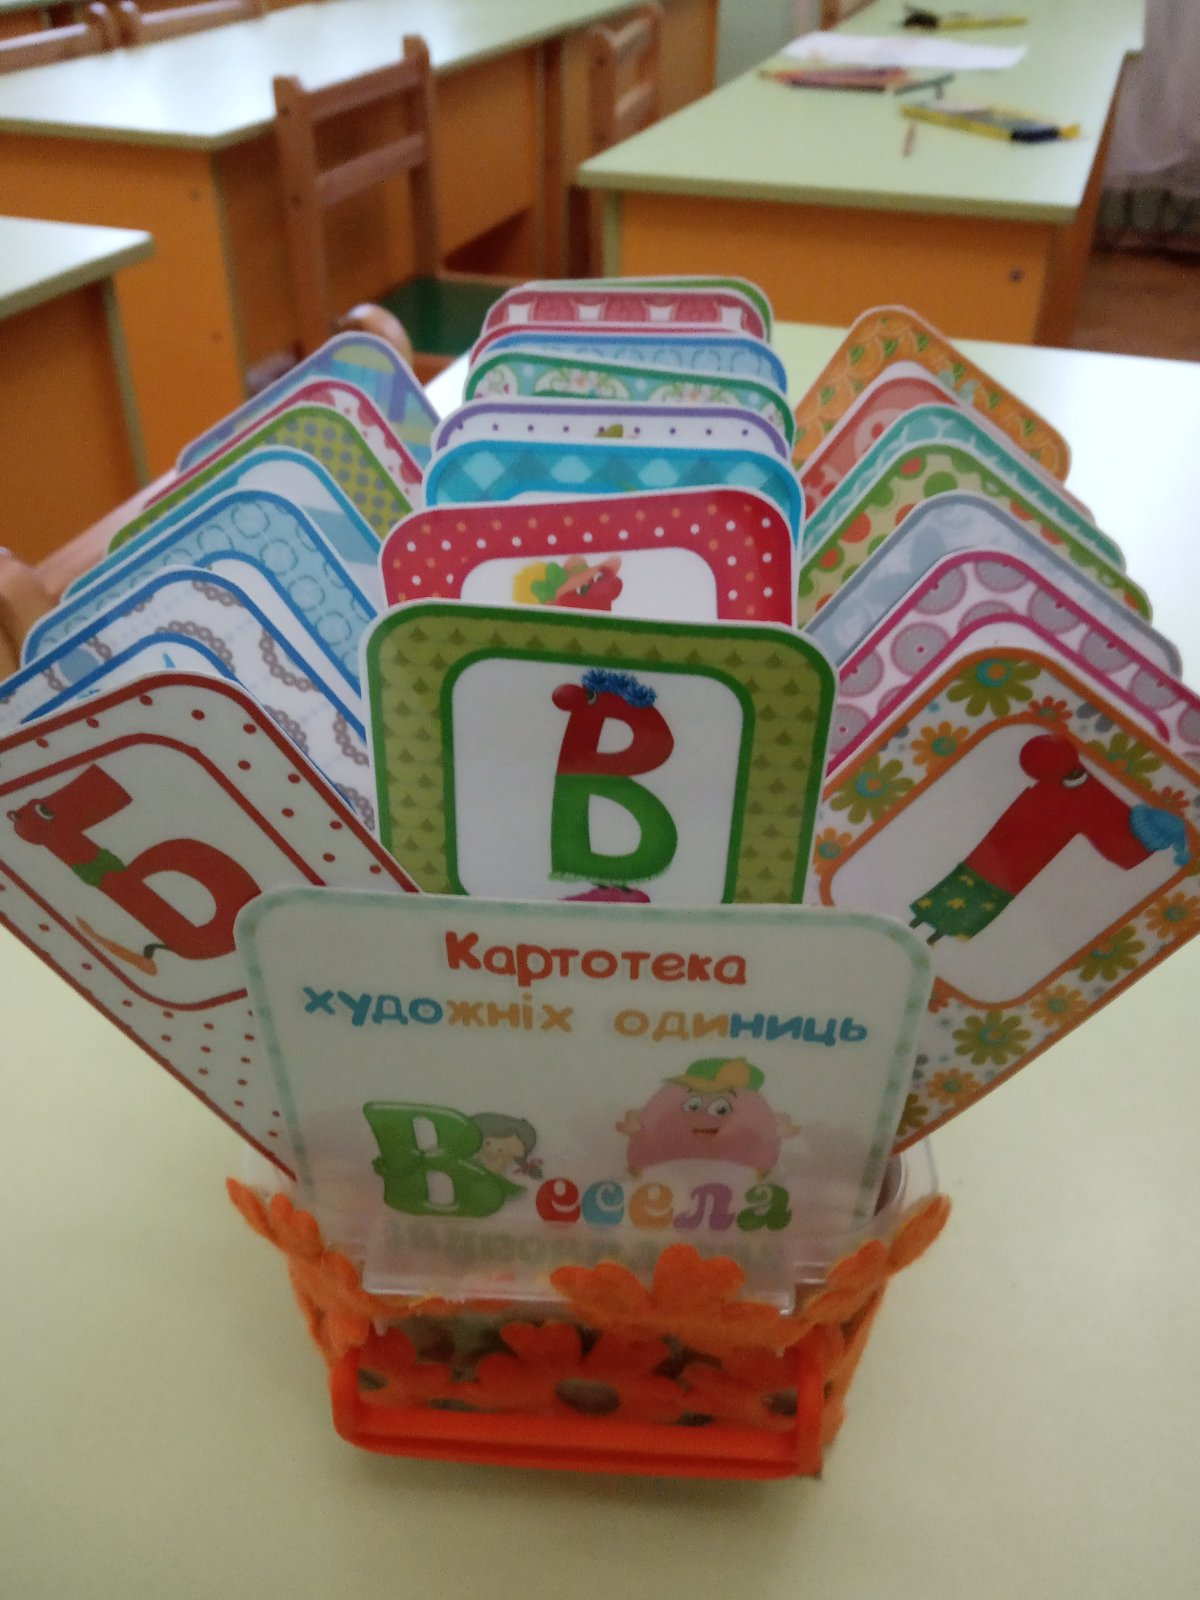 В
Ь
Г
Картотека
художніх одиниць
Весела